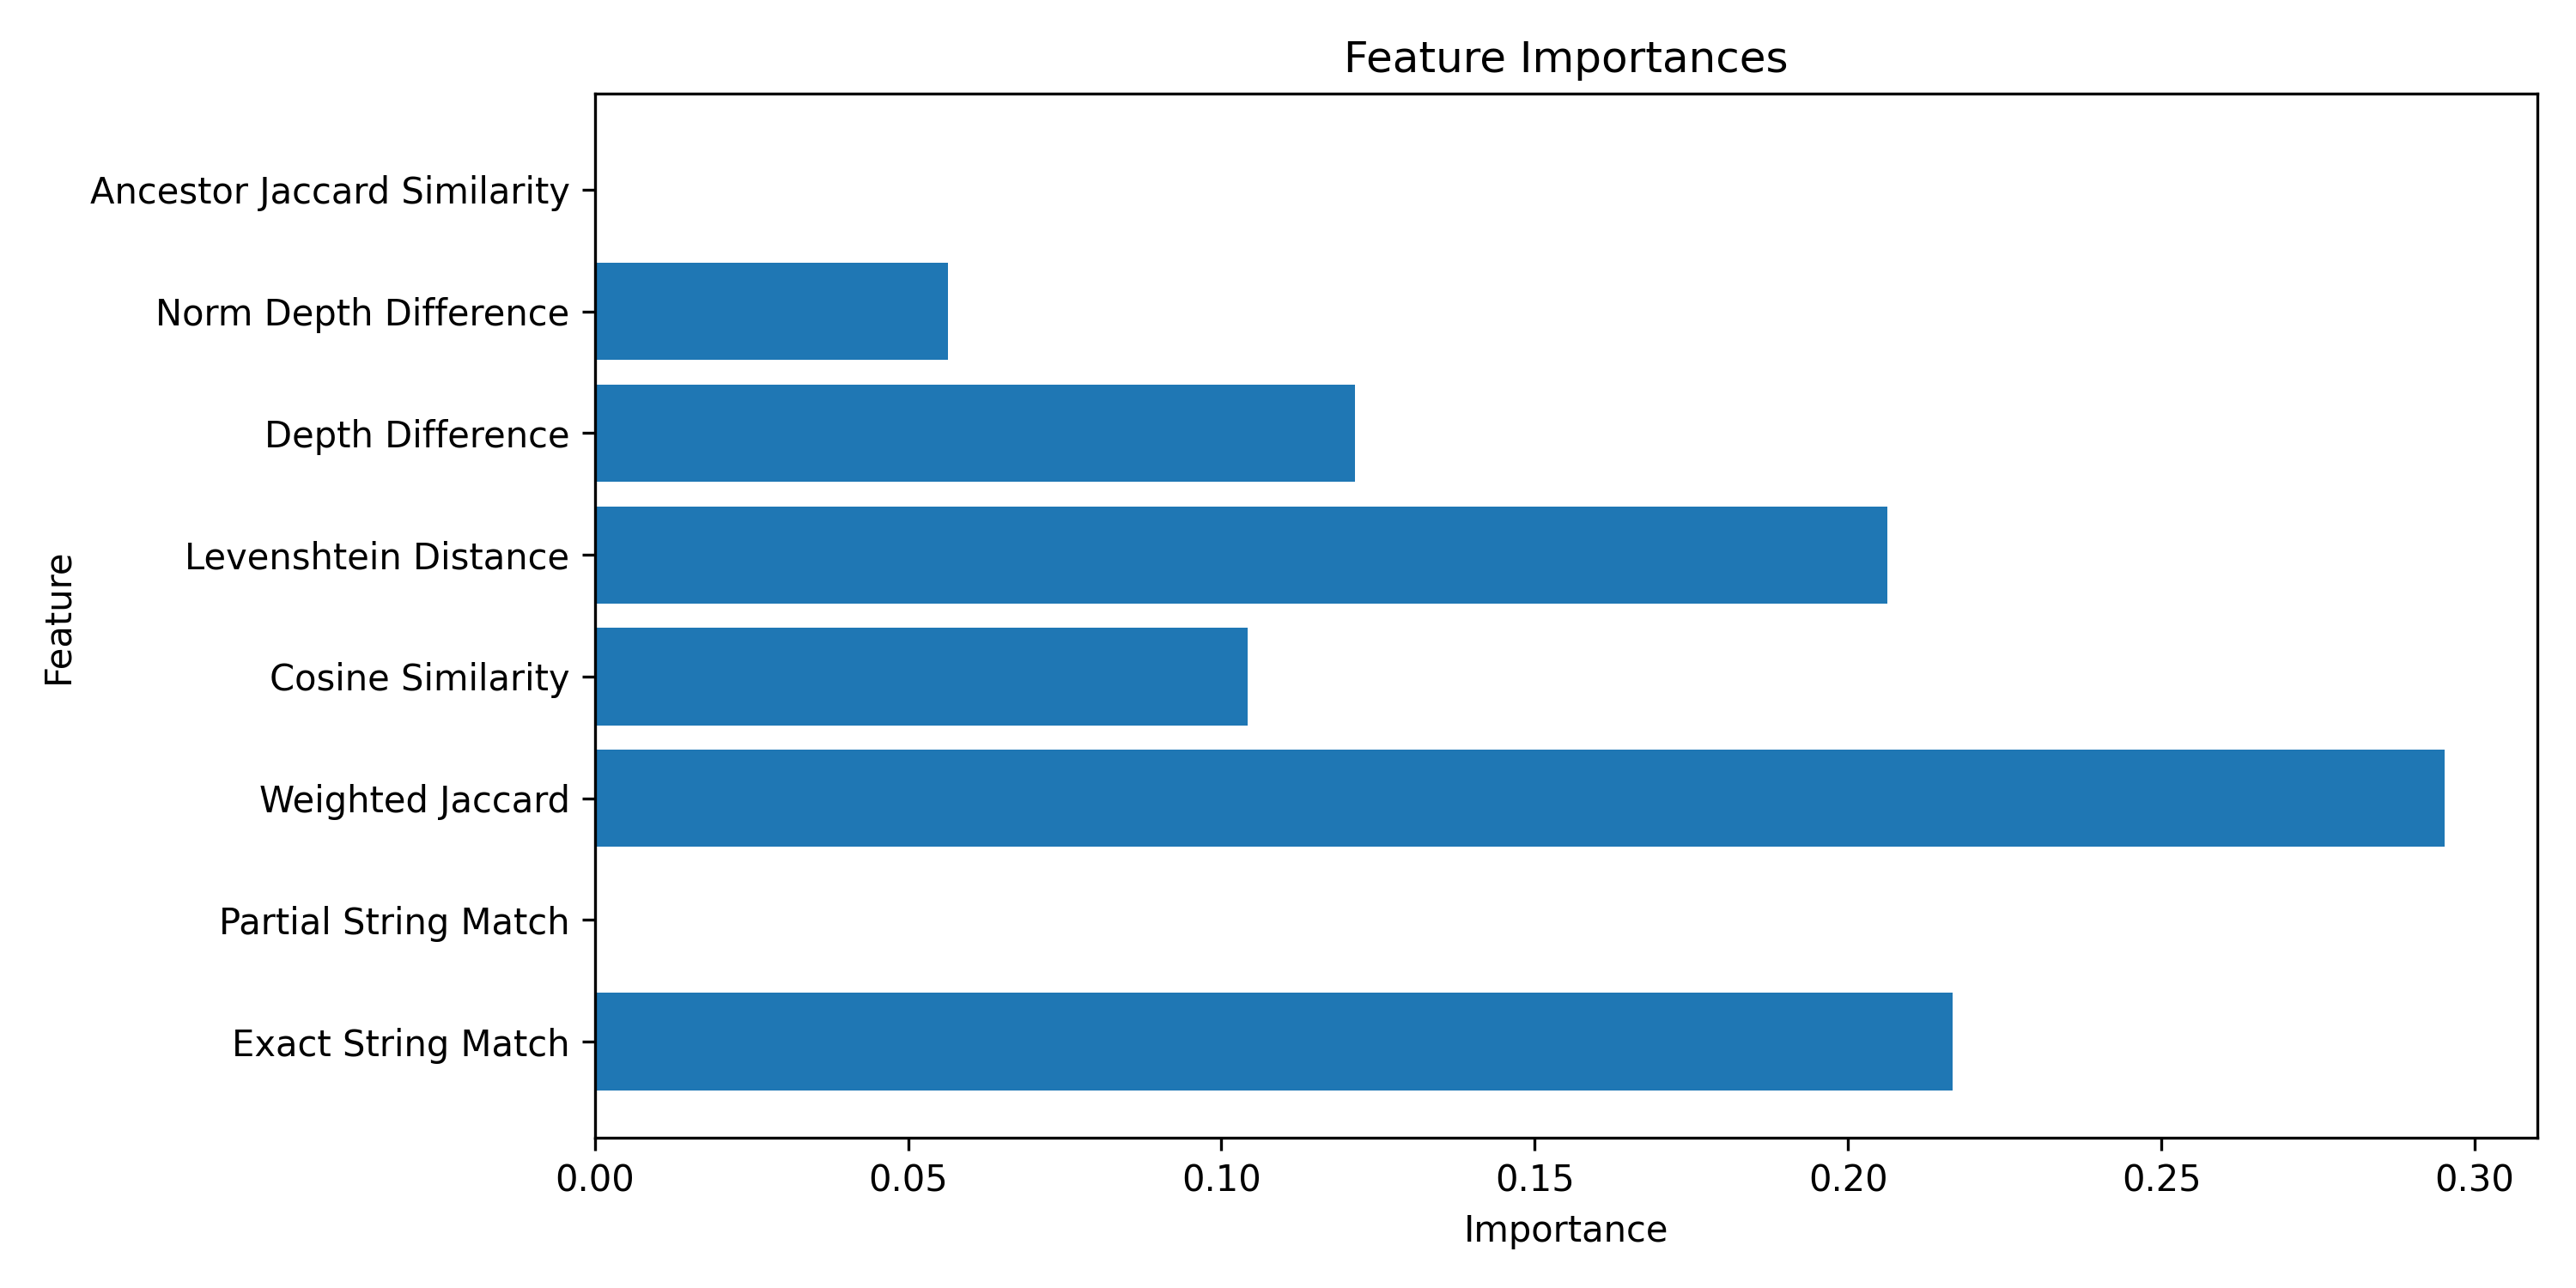 Feature Importances
Ancestor Jaccard Similarity
Norm Depth Difference
Depth Difference
Levenshtein Distance
Cosine Similarity
Weighted Jaccard
Partial String Match
Exact String Match
Feature
0.00 0.05 0.10 0.15 0.20 0.25 0.30
Importance